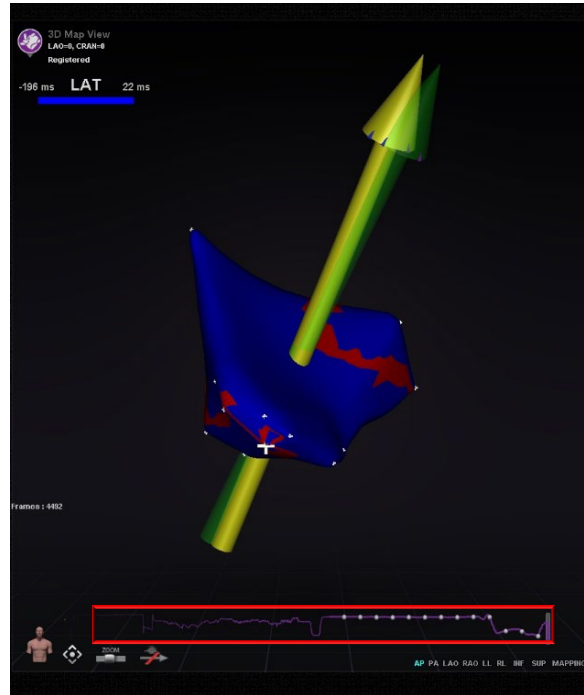 3D Map View
LAO=0, CRAN=0
Registered
-196 ms LAT 22 ms
Frames : 4492
ZOOM
AP PA LAO RAO LL RL INF SUP MAPPING